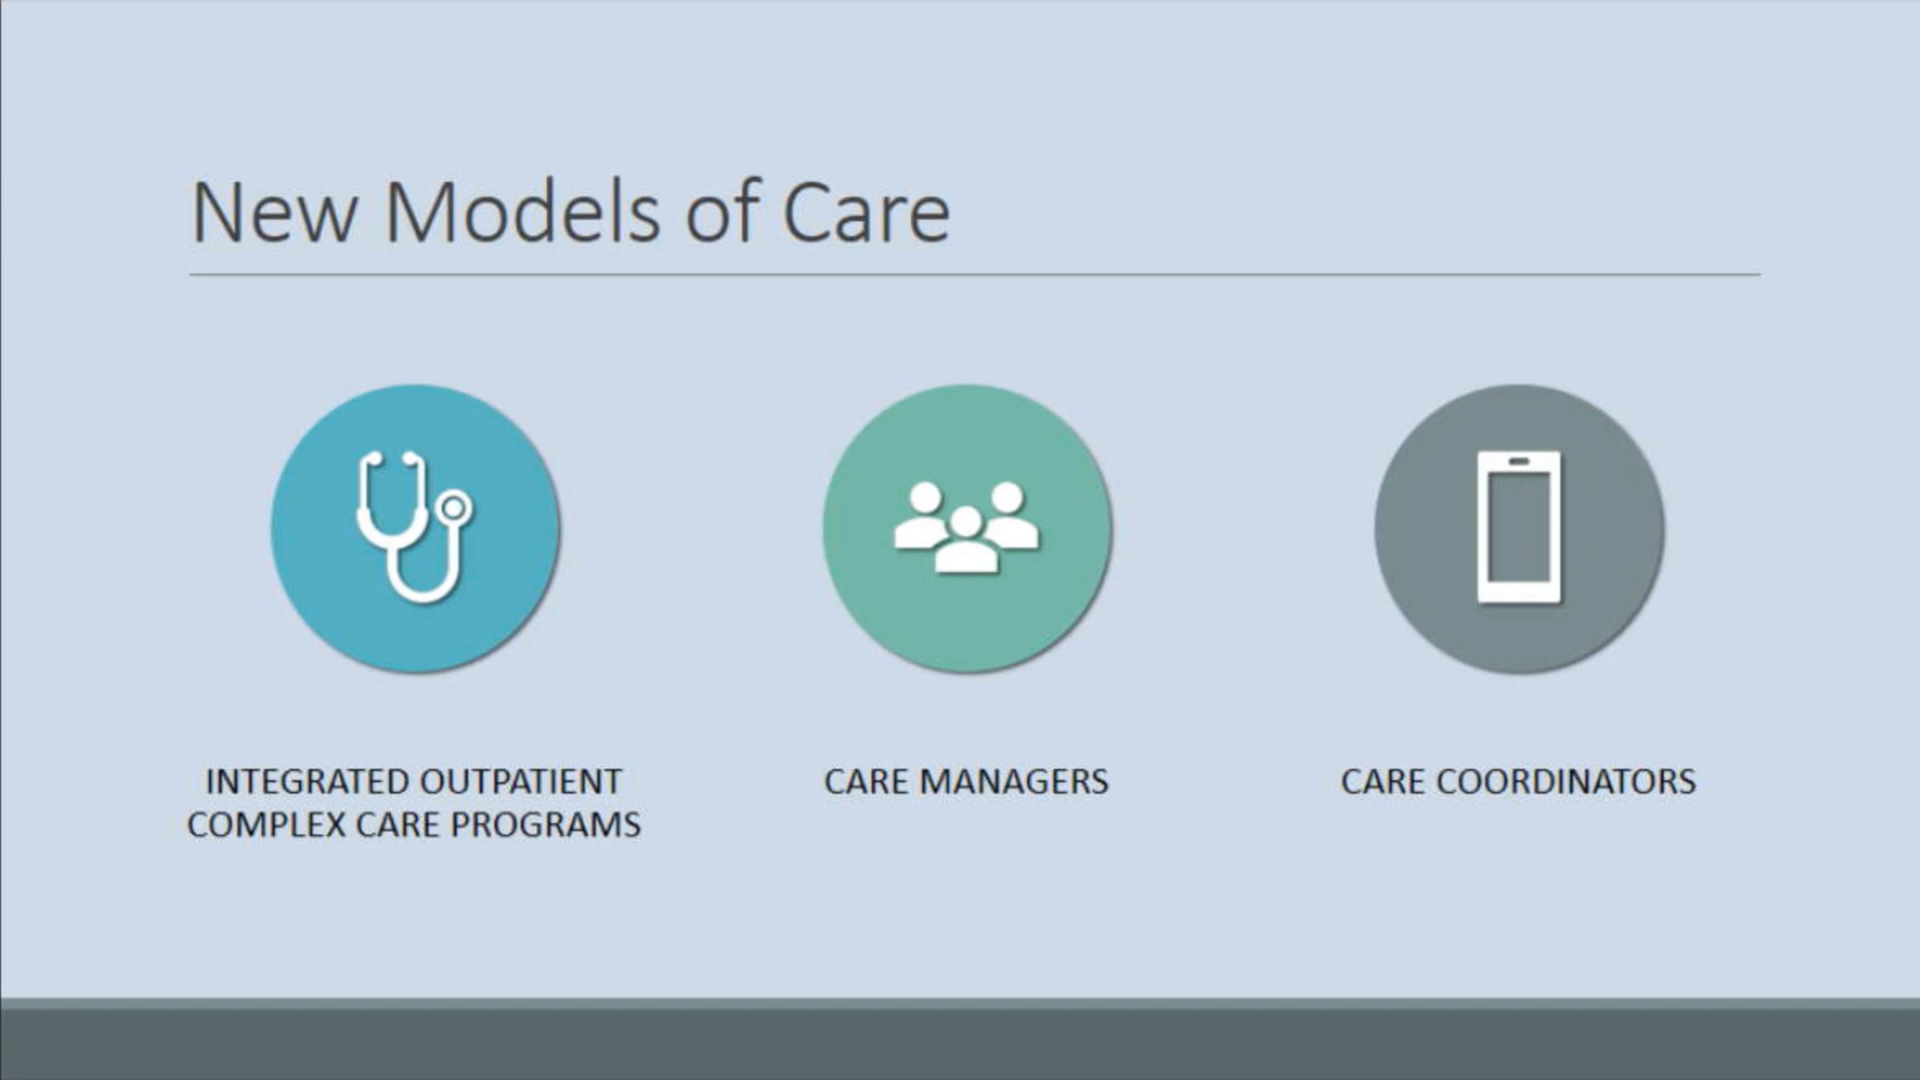 New Models of Care
INTEGRATED OUTPATIENT
COMPLEX CARE PROGRAMS
CARE MANAGERS
CARE COORDINATORS